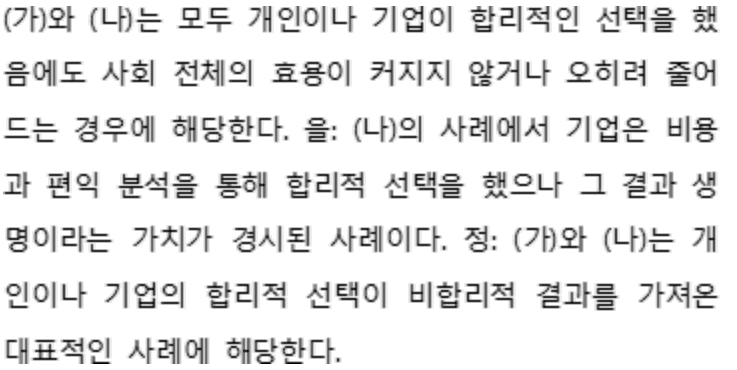 (가)와 (나)는 모두 개인이나 기업이 합리적인 선택을 했
음에도 사회 전체의 효용이 커지지 않거나 오히려 줄어
드는 경우에 해당한다. 을: (나)의 사례에서 기업은 비용
과 편익 분석을 통해 합리적 선택을 했으나 그 결과 생
명이라는 가치가 경시된 사례이다. 정: (가)와 (나)는 개
인이나 기업의 합리적 선택이 비합리적 결과를 가져온
대표적인 사례에 해당한다.